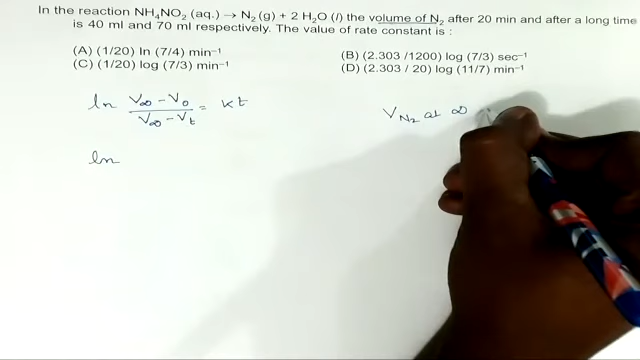 In the reaction NH₄NO₂ (aq.) → N₂ (g) + 2 H₂O (l) the volume of N₂ after 20 min and after a long time
is 40 ml and 70 ml respectively. The value of rate constant is :
(A) (1/20) ln (7/4) min⁻¹
(B) (2.303 /1200) log (7/3) sec⁻¹
(C) (1/20) log (7/3) min⁻¹
(D) (2.303 / 20) log (11/7) min⁻¹
ln (V∞ − V₀)/(V∞ − Vt) = Kt
V N₂ at ∞
ln